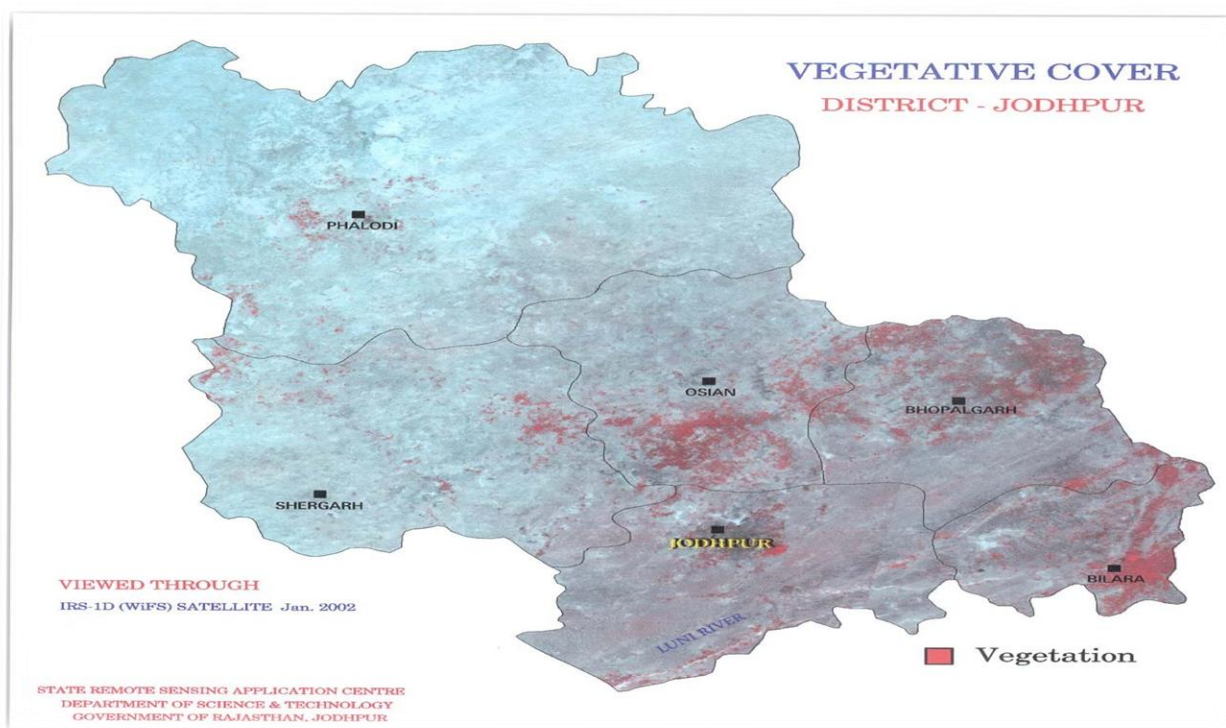 VEGETATIVE COVER
DISTRICT - JODHPUR
PHALODI
OSIAN
BHOPALGARH
SHERGARH
JODHPUR
BILARA
VIEWED THROUGH
IRS-1D (WiFS) SATELLITE Jan. 2002
LUNI RIVER
Vegetation
STATE REMOTE SENSING APPLICATION CENTRE
DEPARTMENT OF SCIENCE & TECHNOLOGY
GOVERNMENT OF RAJASTHAN, JODHPUR